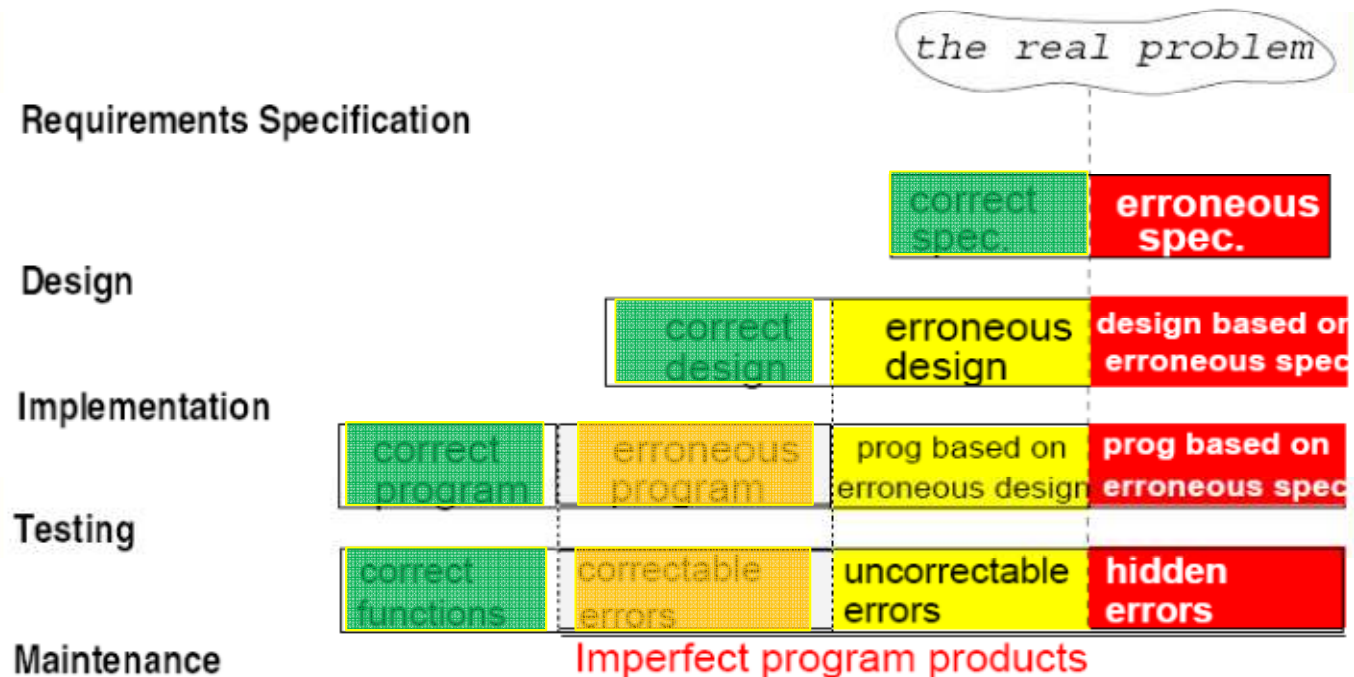 the real problem
Requirements Specification
correct erroneous
spec. spec.
Design
correct erroneous design based on
design design erroneous spec
Implementation
correct erroneous prog based on prog based on
program program erroneous design erroneous spec
Testing
correct correctable uncorrectable hidden
functions errors errors errors
Maintenance Imperfect program products